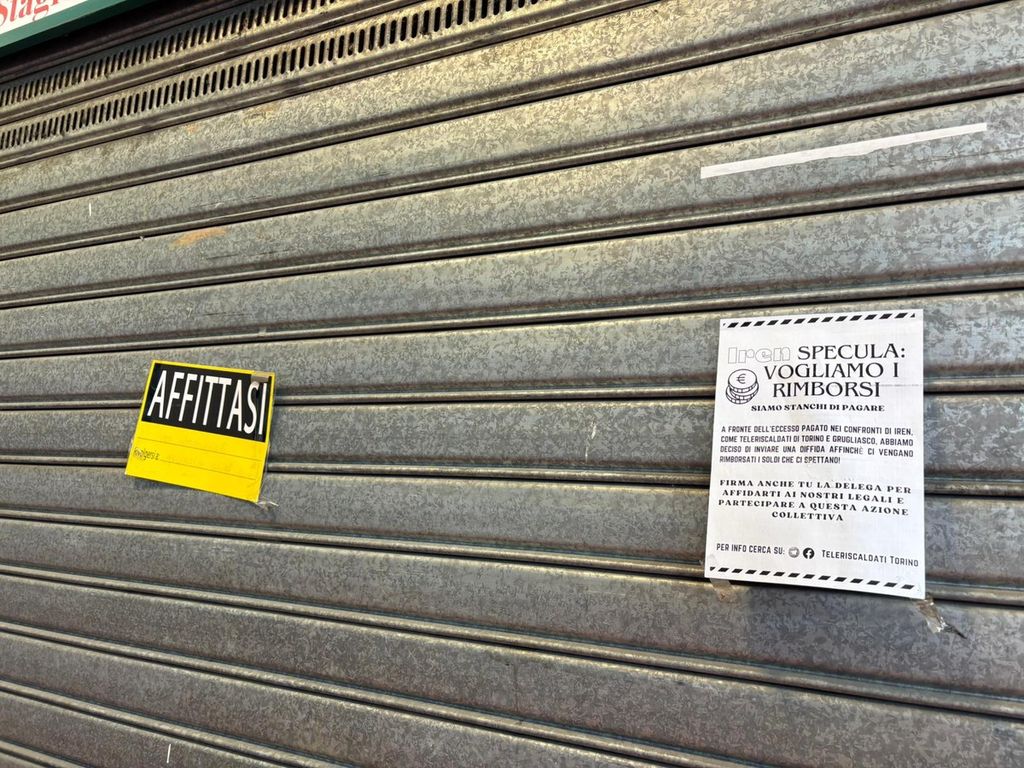 Stagi
AFFITTASI
Rivolgersi a
Iren SPECULA:
VOGLIAMO I
RIMBORSI
SIAMO STANCHI DI PAGARE
A FRONTE DELL'ECCESSO PAGATO NEI CONFRONTI DI IREN,
COME TELERISCALDATI DI TORINO E GRUGLIASCO, ABBIAMO
DECISO DI INVIARE UNA DIFFIDA AFFINCHÈ CI VENGANO
RIMBORSATI I SOLDI CHE CI SPETTANO!
FIRMA ANCHE TU LA DELEGA PER
AFFIDARTI AI NOSTRI LEGALI E
PARTECIPARE A QUESTA AZIONE
COLLETTIVA
PER INFO CERCA SU: TELERISCALDATI TORINO